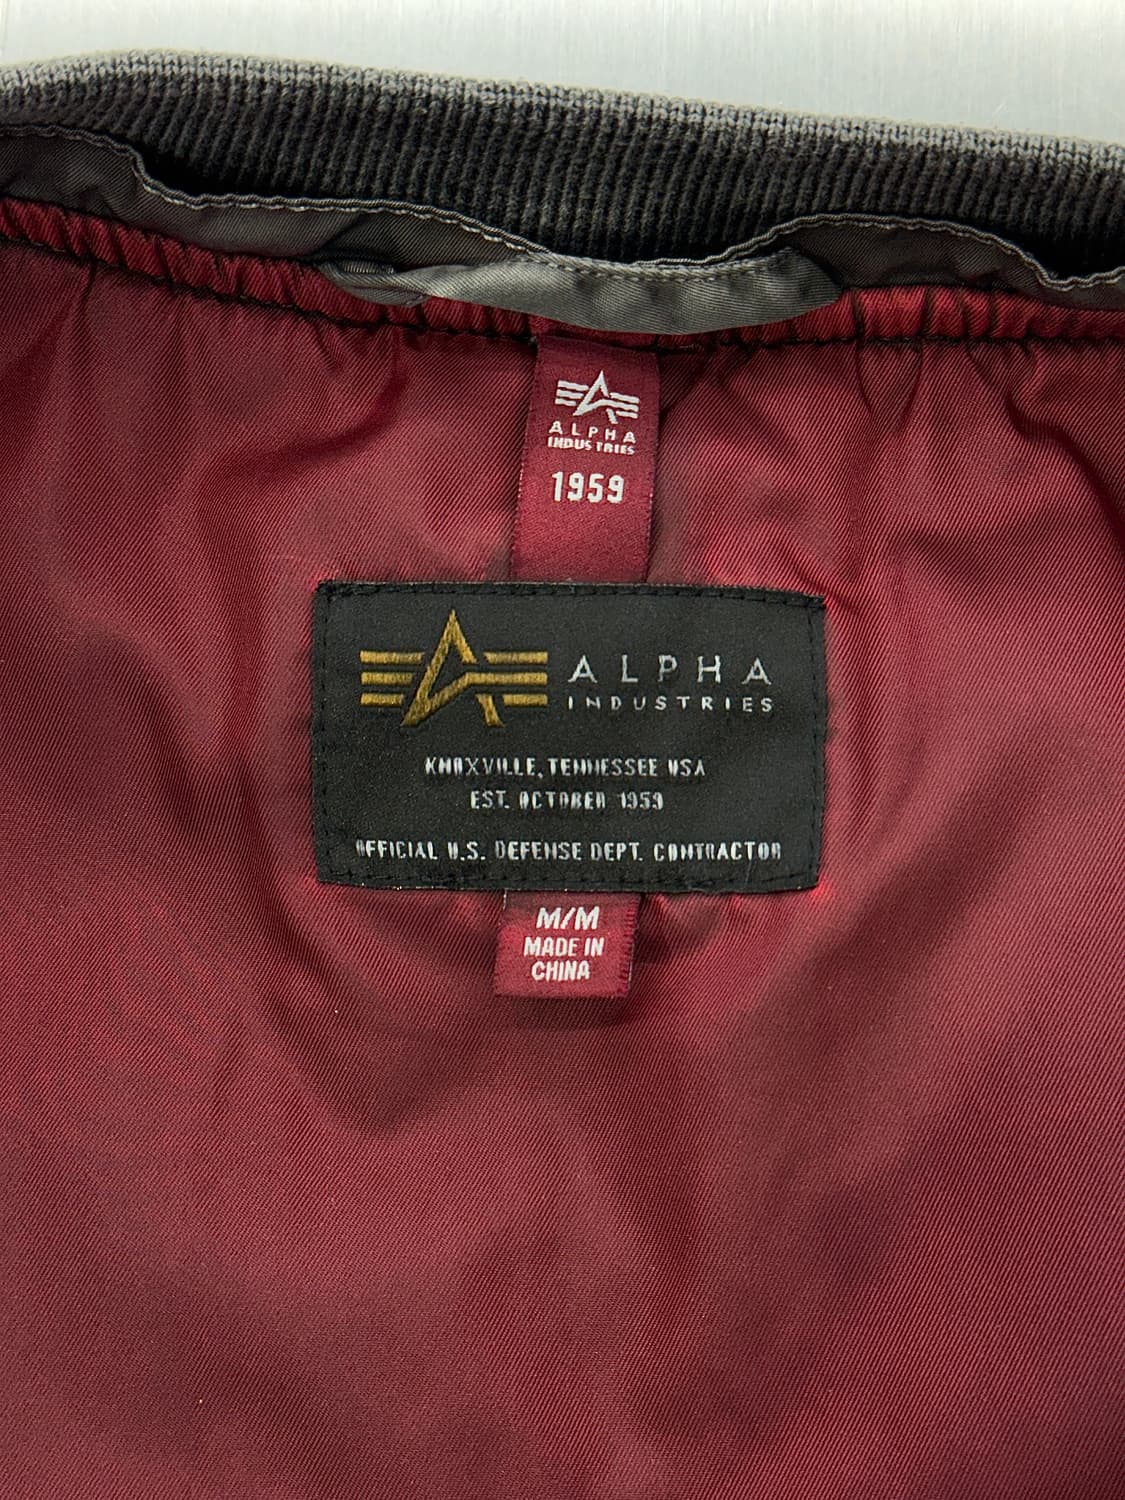 ALPHA
INDUSTRIES
1959
ALPHA
INDUSTRIES
KNOXVILLE, TENNESSEE USA
EST. OCTOBER 1959
OFFICIAL U.S. DEFENSE DEPT. CONTRACTOR
M/M
MADE IN
CHINA